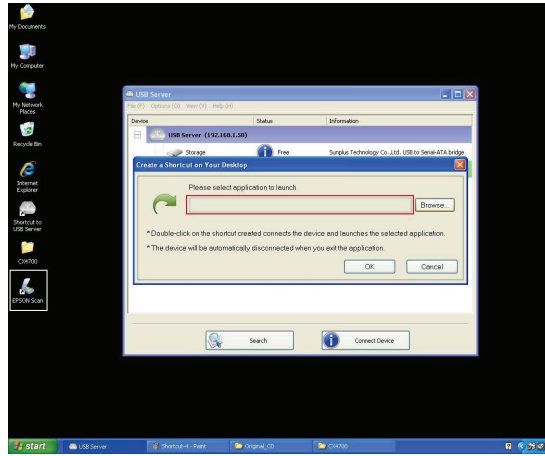 My Documents
My Computer
My Network
Places
Recycle Bin
Internet
Explorer
Shortcut to
USB Server
CX4700
EPSON Scan
USB Server
File (F) Options (O) View (X) Help (H)
Device Status Information
USB Server (192.168.1.50)
Storage Free Sunplus Technology Co.,Ltd. USB to Serial-ATA bridge
Create a Shortcut on Your Desktop
Please select application to launch
Browse...
*Double-click on the shortcut created connects the device and launches the selected application.
*The device will be automatically disconnected when you exit the application.
OK Cancel
Search Connect Device
start USB Server Shortcut-4 - Paint Original_CD CX4700